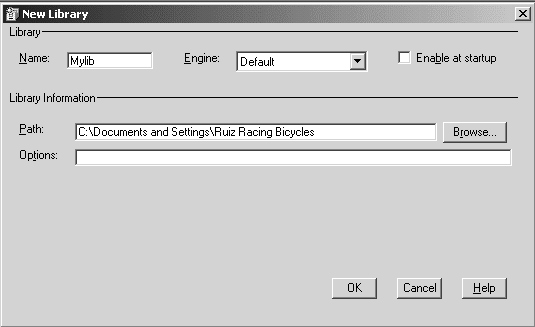 New Library
Library
Name: Mylib Engine: Default Enable at startup
Library Information
Path: C:\Documents and Settings\Ruiz Racing Bicycles Browse...
Options:
OK Cancel Help